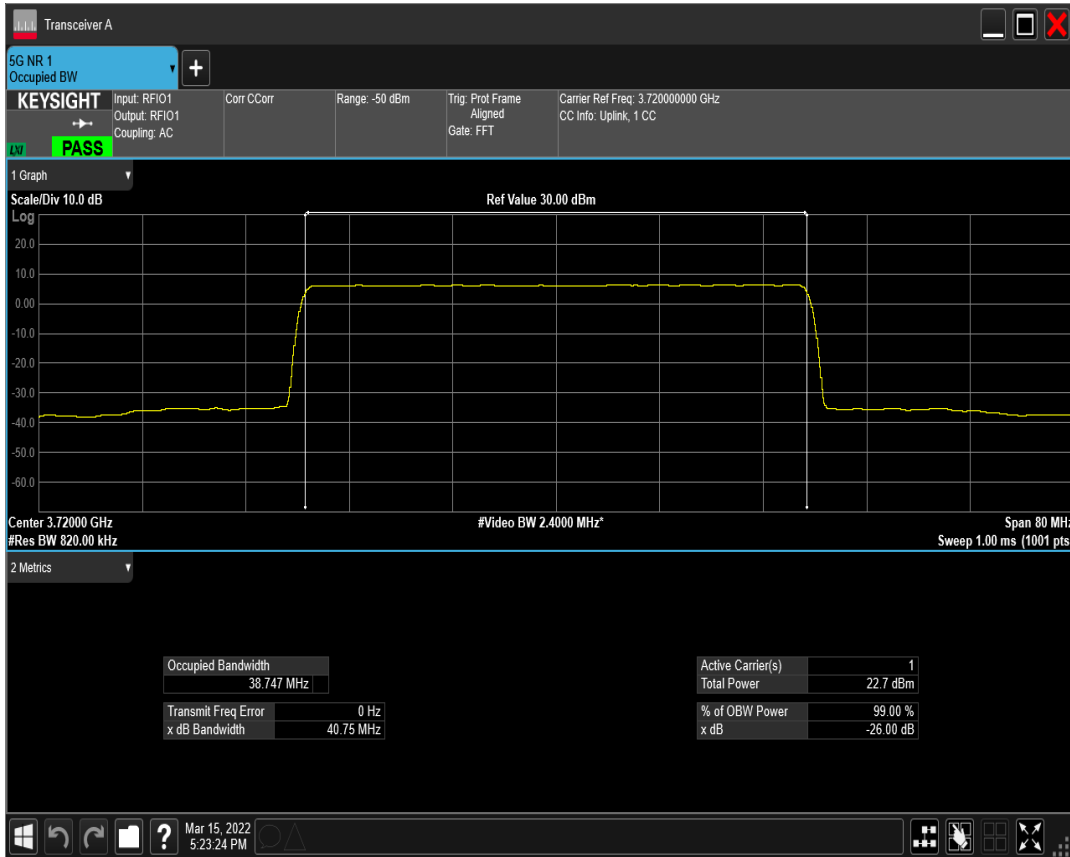 Transceiver A
5G NR 1
Occupied BW
+
KEYSIGHT
LXI
PASS
Input: RFIO1
Output: RFIO1
Coupling: AC
Corr CCorr
Range: -50 dBm
Trig: Prot Frame
Aligned
Gate: FFT
Carrier Ref Freq: 3.720000000 GHz
CC Info: Uplink, 1 CC
1 Graph
Scale/Div 10.0 dB
Ref Value 30.00 dBm
Log
20.0
10.0
0.00
-10.0
-20.0
-30.0
-40.0
-50.0
-60.0
Center 3.72000 GHz
#Video BW 2.4000 MHz*
Span 80 MHz
#Res BW 820.00 kHz
Sweep 1.00 ms (1001 pts
2 Metrics
Occupied Bandwidth
38.747 MHz
Transmit Freq Error 0 Hz
x dB Bandwidth 40.75 MHz
Active Carrier(s) 1
Total Power 22.7 dBm
% of OBW Power 99.00 %
x dB -26.00 dB
?
Mar 15, 2022
5:23:24 PM